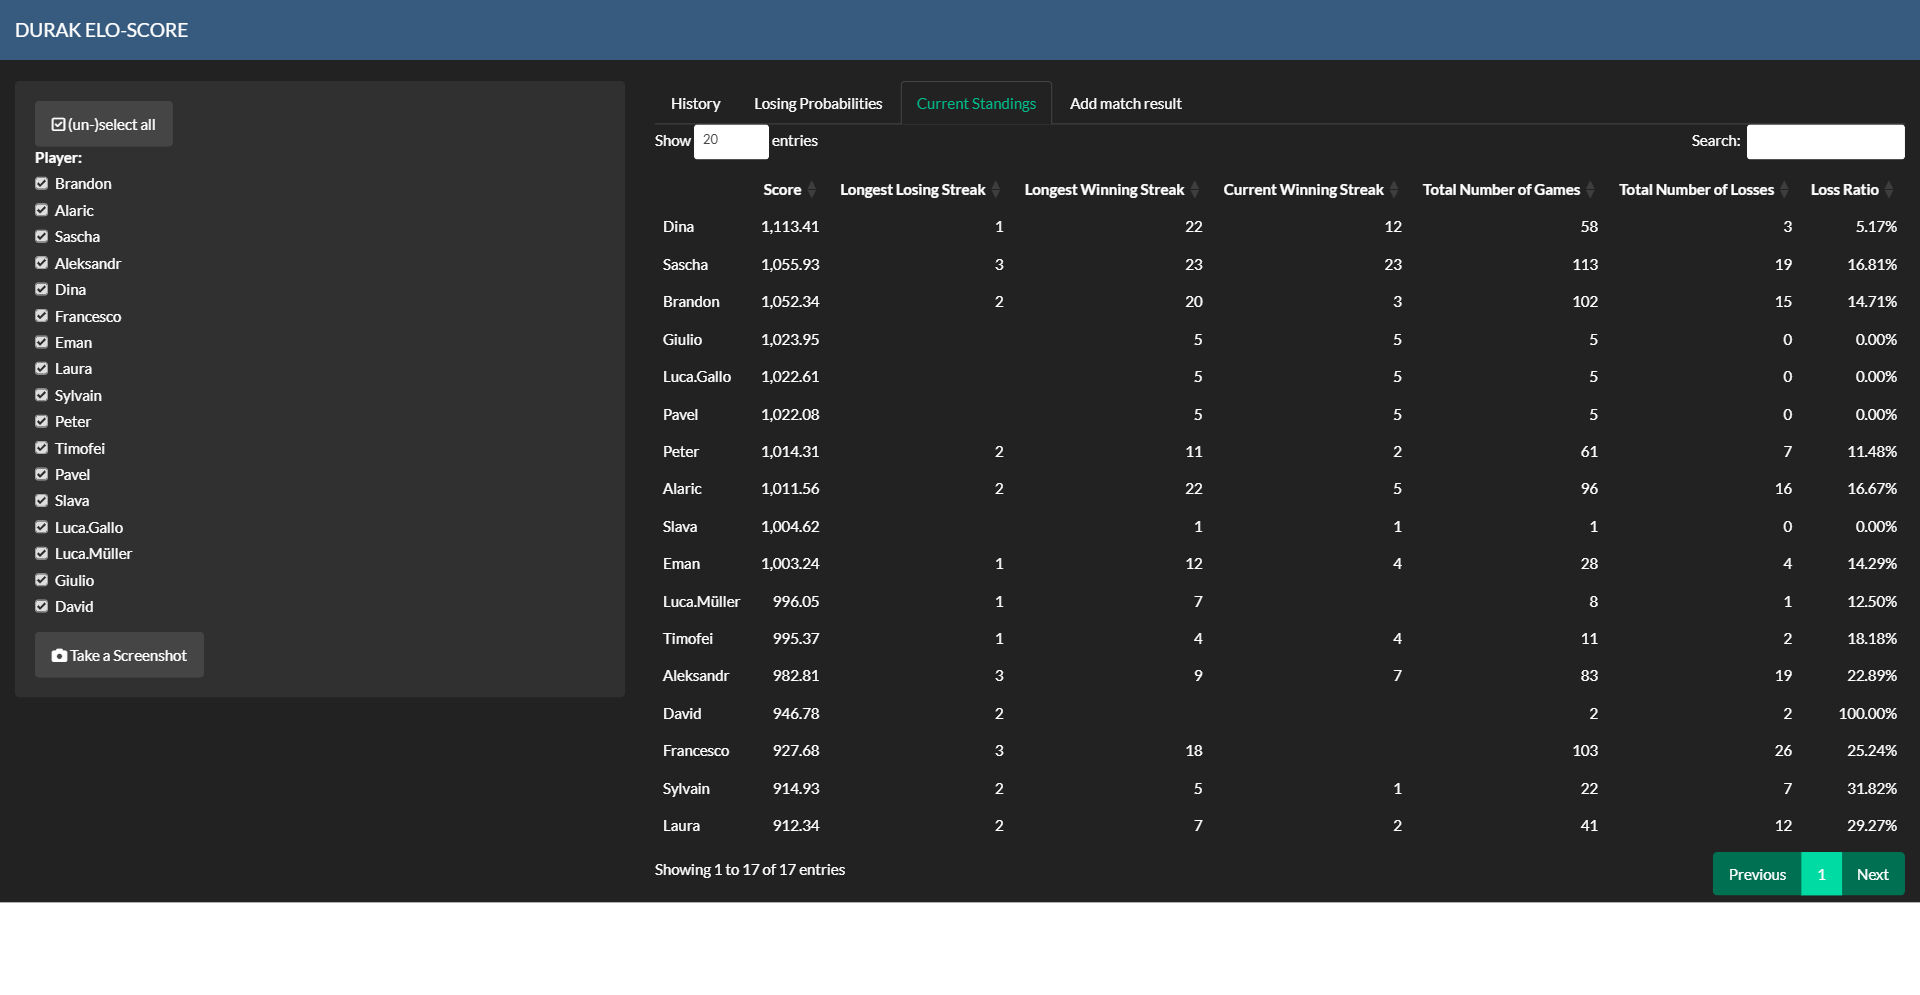 DURAK ELO-SCORE
(un-)select all
Player:
Brandon
Alaric
Sascha
Aleksandr
Dina
Francesco
Eman
Laura
Sylvain
Peter
Timofei
Pavel
Slava
Luca.Gallo
Luca.Müller
Giulio
David
Take a Screenshot
History Losing Probabilities Current Standings Add match result
Show 20 entries Search:
Score Longest Losing Streak Longest Winning Streak Current Winning Streak Total Number of Games Total Number of Losses Loss Ratio
Dina 1,113.41 1 22 12 58 3 5.17%
Sascha 1,055.93 3 23 23 113 19 16.81%
Brandon 1,052.34 2 20 3 102 15 14.71%
Giulio 1,023.95 5 5 5 0 0.00%
Luca.Gallo 1,022.61 5 5 5 0 0.00%
Pavel 1,022.08 5 5 5 0 0.00%
Peter 1,014.31 2 11 2 61 7 11.48%
Alaric 1,011.56 2 22 5 96 16 16.67%
Slava 1,004.62 1 1 1 0 0.00%
Eman 1,003.24 1 12 4 28 4 14.29%
Luca.Müller 996.05 1 7 8 1 12.50%
Timofei 995.37 1 4 4 11 2 18.18%
Aleksandr 982.81 3 9 7 83 19 22.89%
David 946.78 2 2 2 100.00%
Francesco 927.68 3 18 103 26 25.24%
Sylvain 914.93 2 5 1 22 7 31.82%
Laura 912.34 2 7 2 41 12 29.27%
Showing 1 to 17 of 17 entries
Previous 1 Next